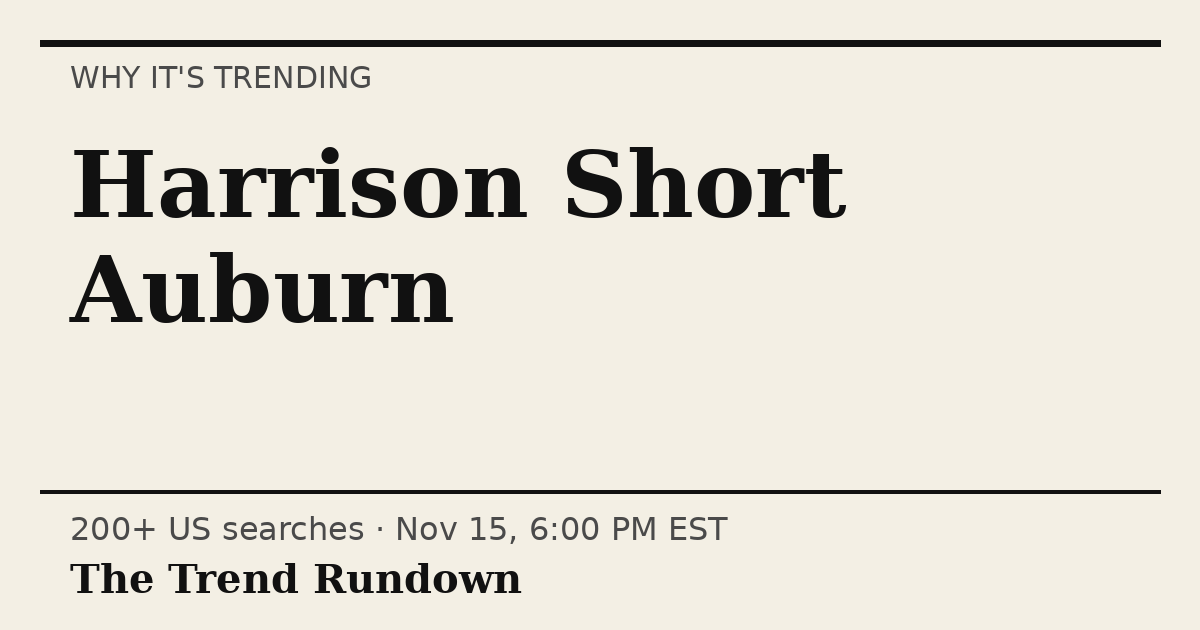 WHY IT'S TRENDING
Harrison Short
Auburn
200+ US searches · Nov 15, 6:00 PM EST
The Trend Rundown